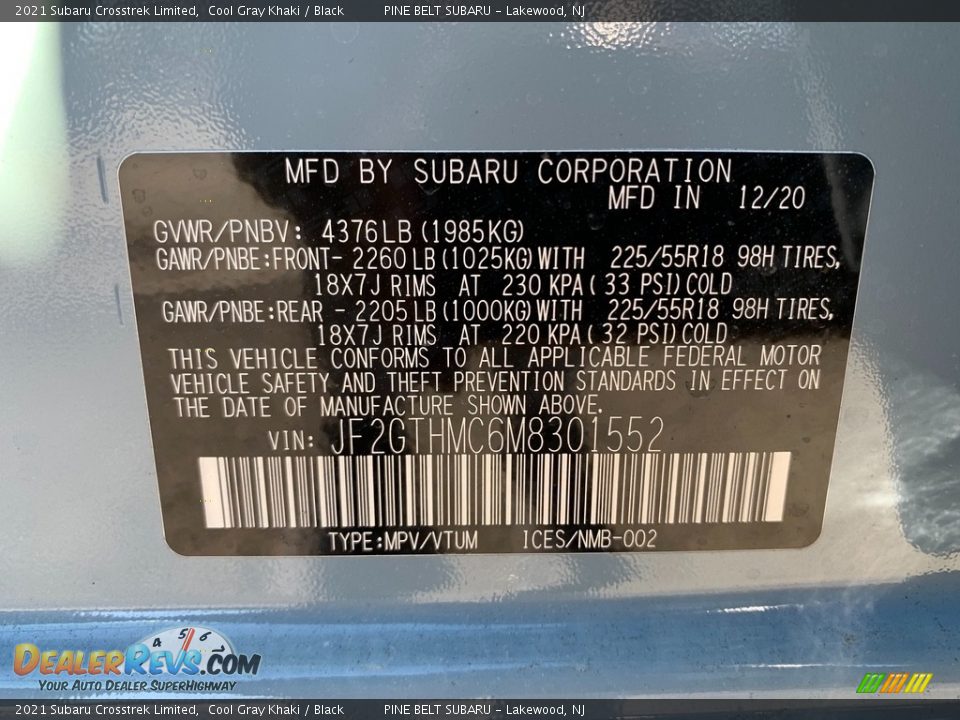 2021 Subaru Crosstrek Limited, Cool Gray Khaki / Black PINE BELT SUBARU - Lakewood, NJ
MFD BY SUBARU CORPORATION
MFD IN 12/20
GVWR/PNBV: 4376LB (1985KG)
GAWR/PNBE:FRONT- 2260 LB (1025KG) WITH 225/55R18 98H TIRES,
18X7J RIMS AT 230 KPA ( 33 PSI) COLD
GAWR/PNBE:REAR - 2205 LB (1000KG) WITH 225/55R18 98H TIRES,
18X7J RIMS AT 220 KPA ( 32 PSI) COLD
THIS VEHICLE CONFORMS TO ALL APPLICABLE FEDERAL MOTOR
VEHICLE SAFETY AND THEFT PREVENTION STANDARDS IN EFFECT ON
THE DATE OF MANUFACTURE SHOWN ABOVE.
VIN: JF2GTHMC6M8301552
TYPE:MPV/VTUM ICES/NMB-002
4 5 6
DEALERREVS.COM
YOUR AUTO DEALER SUPERHIGHWAY
2021 Subaru Crosstrek Limited, Cool Gray Khaki / Black PINE BELT SUBARU - Lakewood, NJ